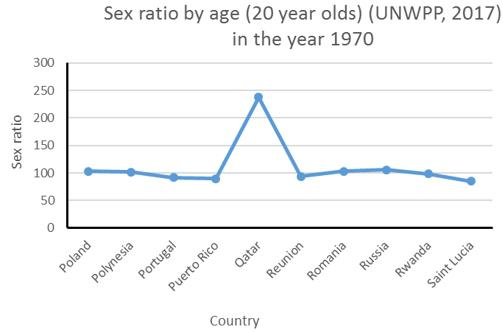 Sex ratio by age (20 year olds) (UNWPP, 2017)
in the year 1970
300
250
200
150
100
50
0
Sex ratio
Poland
Polynesia
Portugal
Puerto Rico
Qatar
Reunion
Romania
Russia
Rwanda
Saint Lucia
Country